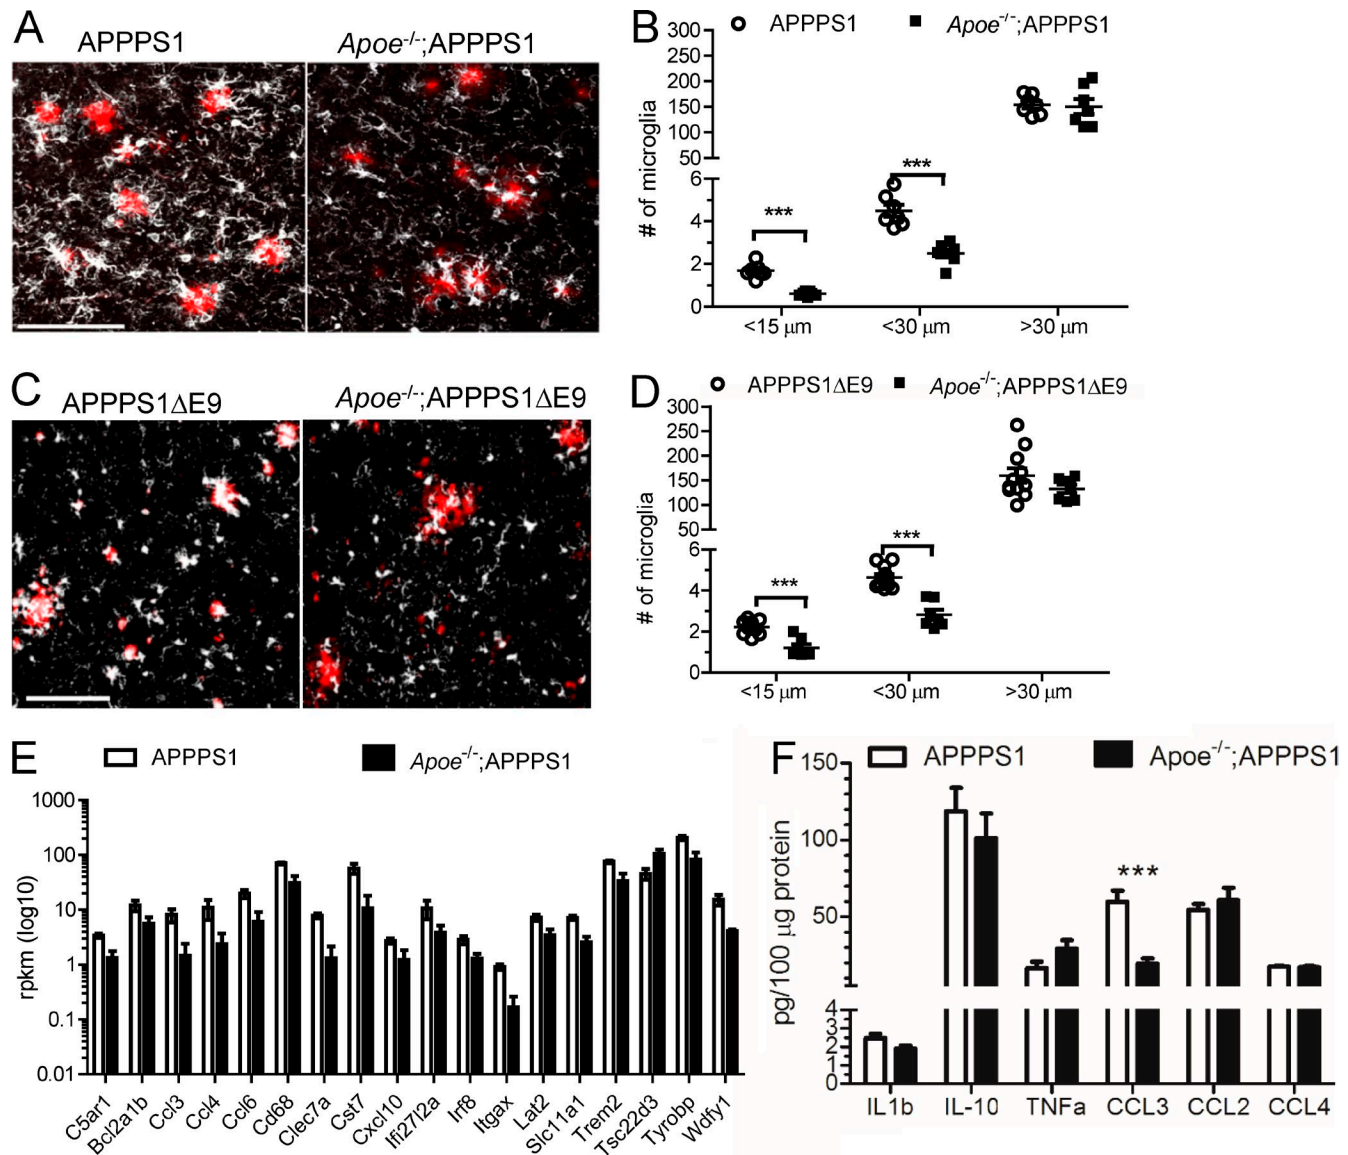 A
APPPS1
Apoe-/-;APPPS1
B
APPPS1
Apoe-/-;APPPS1
# of microglia
300
250
200
150
100
50
6
4
2
0
***
***
<15 µm
<30 µm
>30 µm
C
APPPS1ΔE9
Apoe-/-;APPPS1ΔE9
D
APPPS1ΔE9
Apoe-/-;APPPS1ΔE9
# of microglia
300
250
200
150
100
50
6
4
2
0
***
***
<15 µm
<30 µm
>30 µm
E
APPPS1
Apoe-/-;APPPS1
rpkm (log10)
1000
100
10
1
0.1
0.01
C5ar1
Bcl2a1b
Ccl3
Ccl4
Ccl6
Cd68
Clec7a
Cst7
Cxcl10
Ifi27l2a
Irf8
Itgax
Lat2
Slc11a1
Trem2
Tsc22d3
Tyrobp
Wdfy1
F
APPPS1
Apoe-/-;APPPS1
pg/100 µg protein
150
100
50
4
3
2
1
0
***
IL1b
IL-10
TNFa
CCL3
CCL2
CCL4